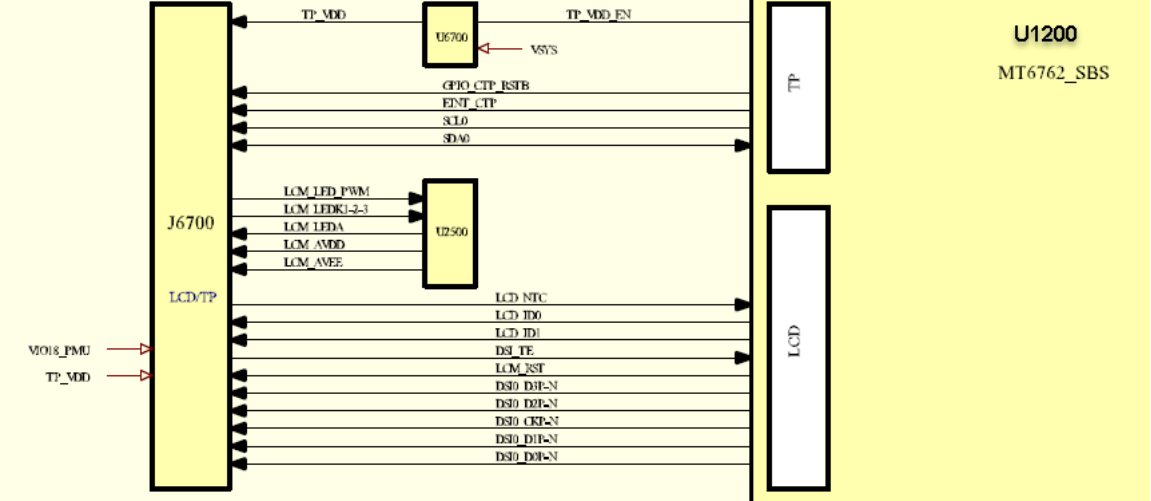 TP_VDD
TP_VDD_EN
U6700
VSYS
U1200
MT6762_SBS
TP
GPIO_CTP_RSTB
EINT_CTP
SCL0
SDA0
LCM_LED_PWM
LCM_LEDK1-2-3
LCM_LEDA
LCM_AVDD
LCM_AVEE
U2500
J6700
LCD/TP
LCD_NTC
LCD_ID0
LCD_ID1
DSI_TE
LCM_RST
DSI0_D3P-N
DSI0_D2P-N
DSI0_CKP-N
DSI0_D1P-N
DSI0_D0P-N
LCD
VIO18_PMU
TP_VDD